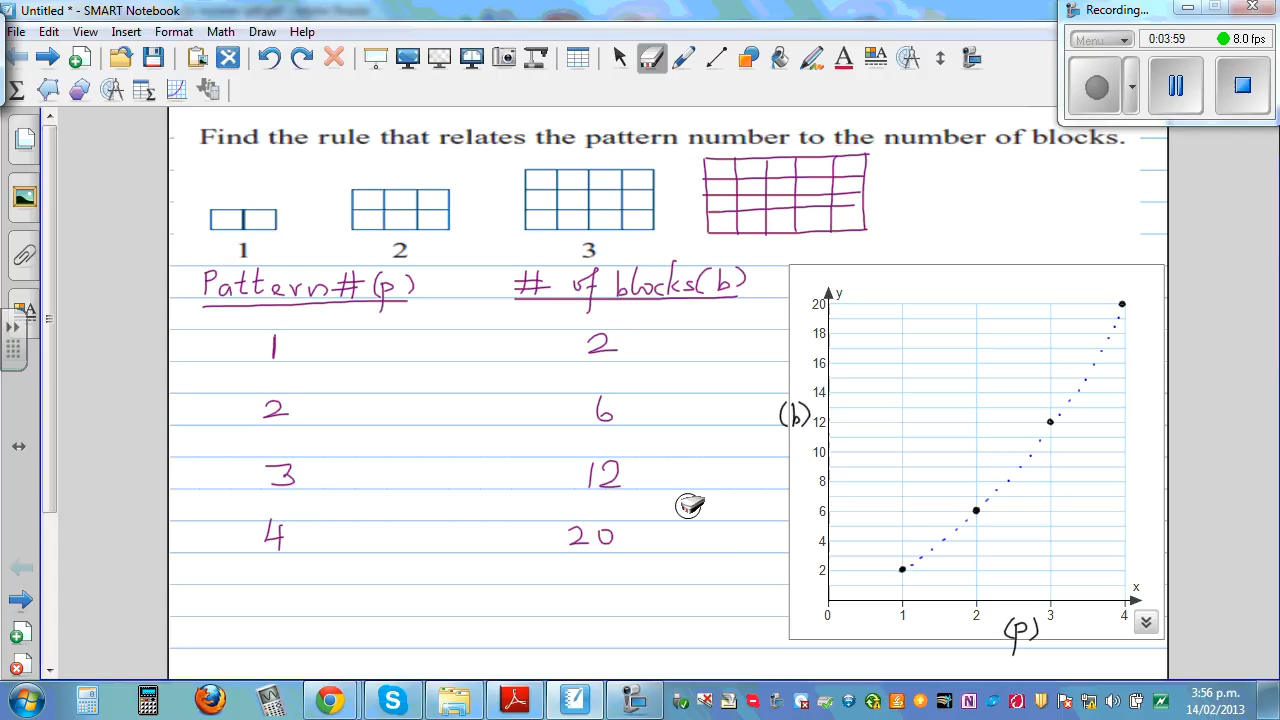 Untitled * - SMART Notebook
Recording...
File Edit View Insert Format Math Draw Help
Menu 00:03:59 8.0 fps
Find the rule that relates the pattern number to the number of blocks.
1 2 3
Pattern # (p) # of blocks (b)
1 2
2 6
3 12
4 20
y
20
18
16
14
(b) 12
10
8
6
4
2
x
0 1 2 3 4
(p)
3:56 p.m.
14/02/2013